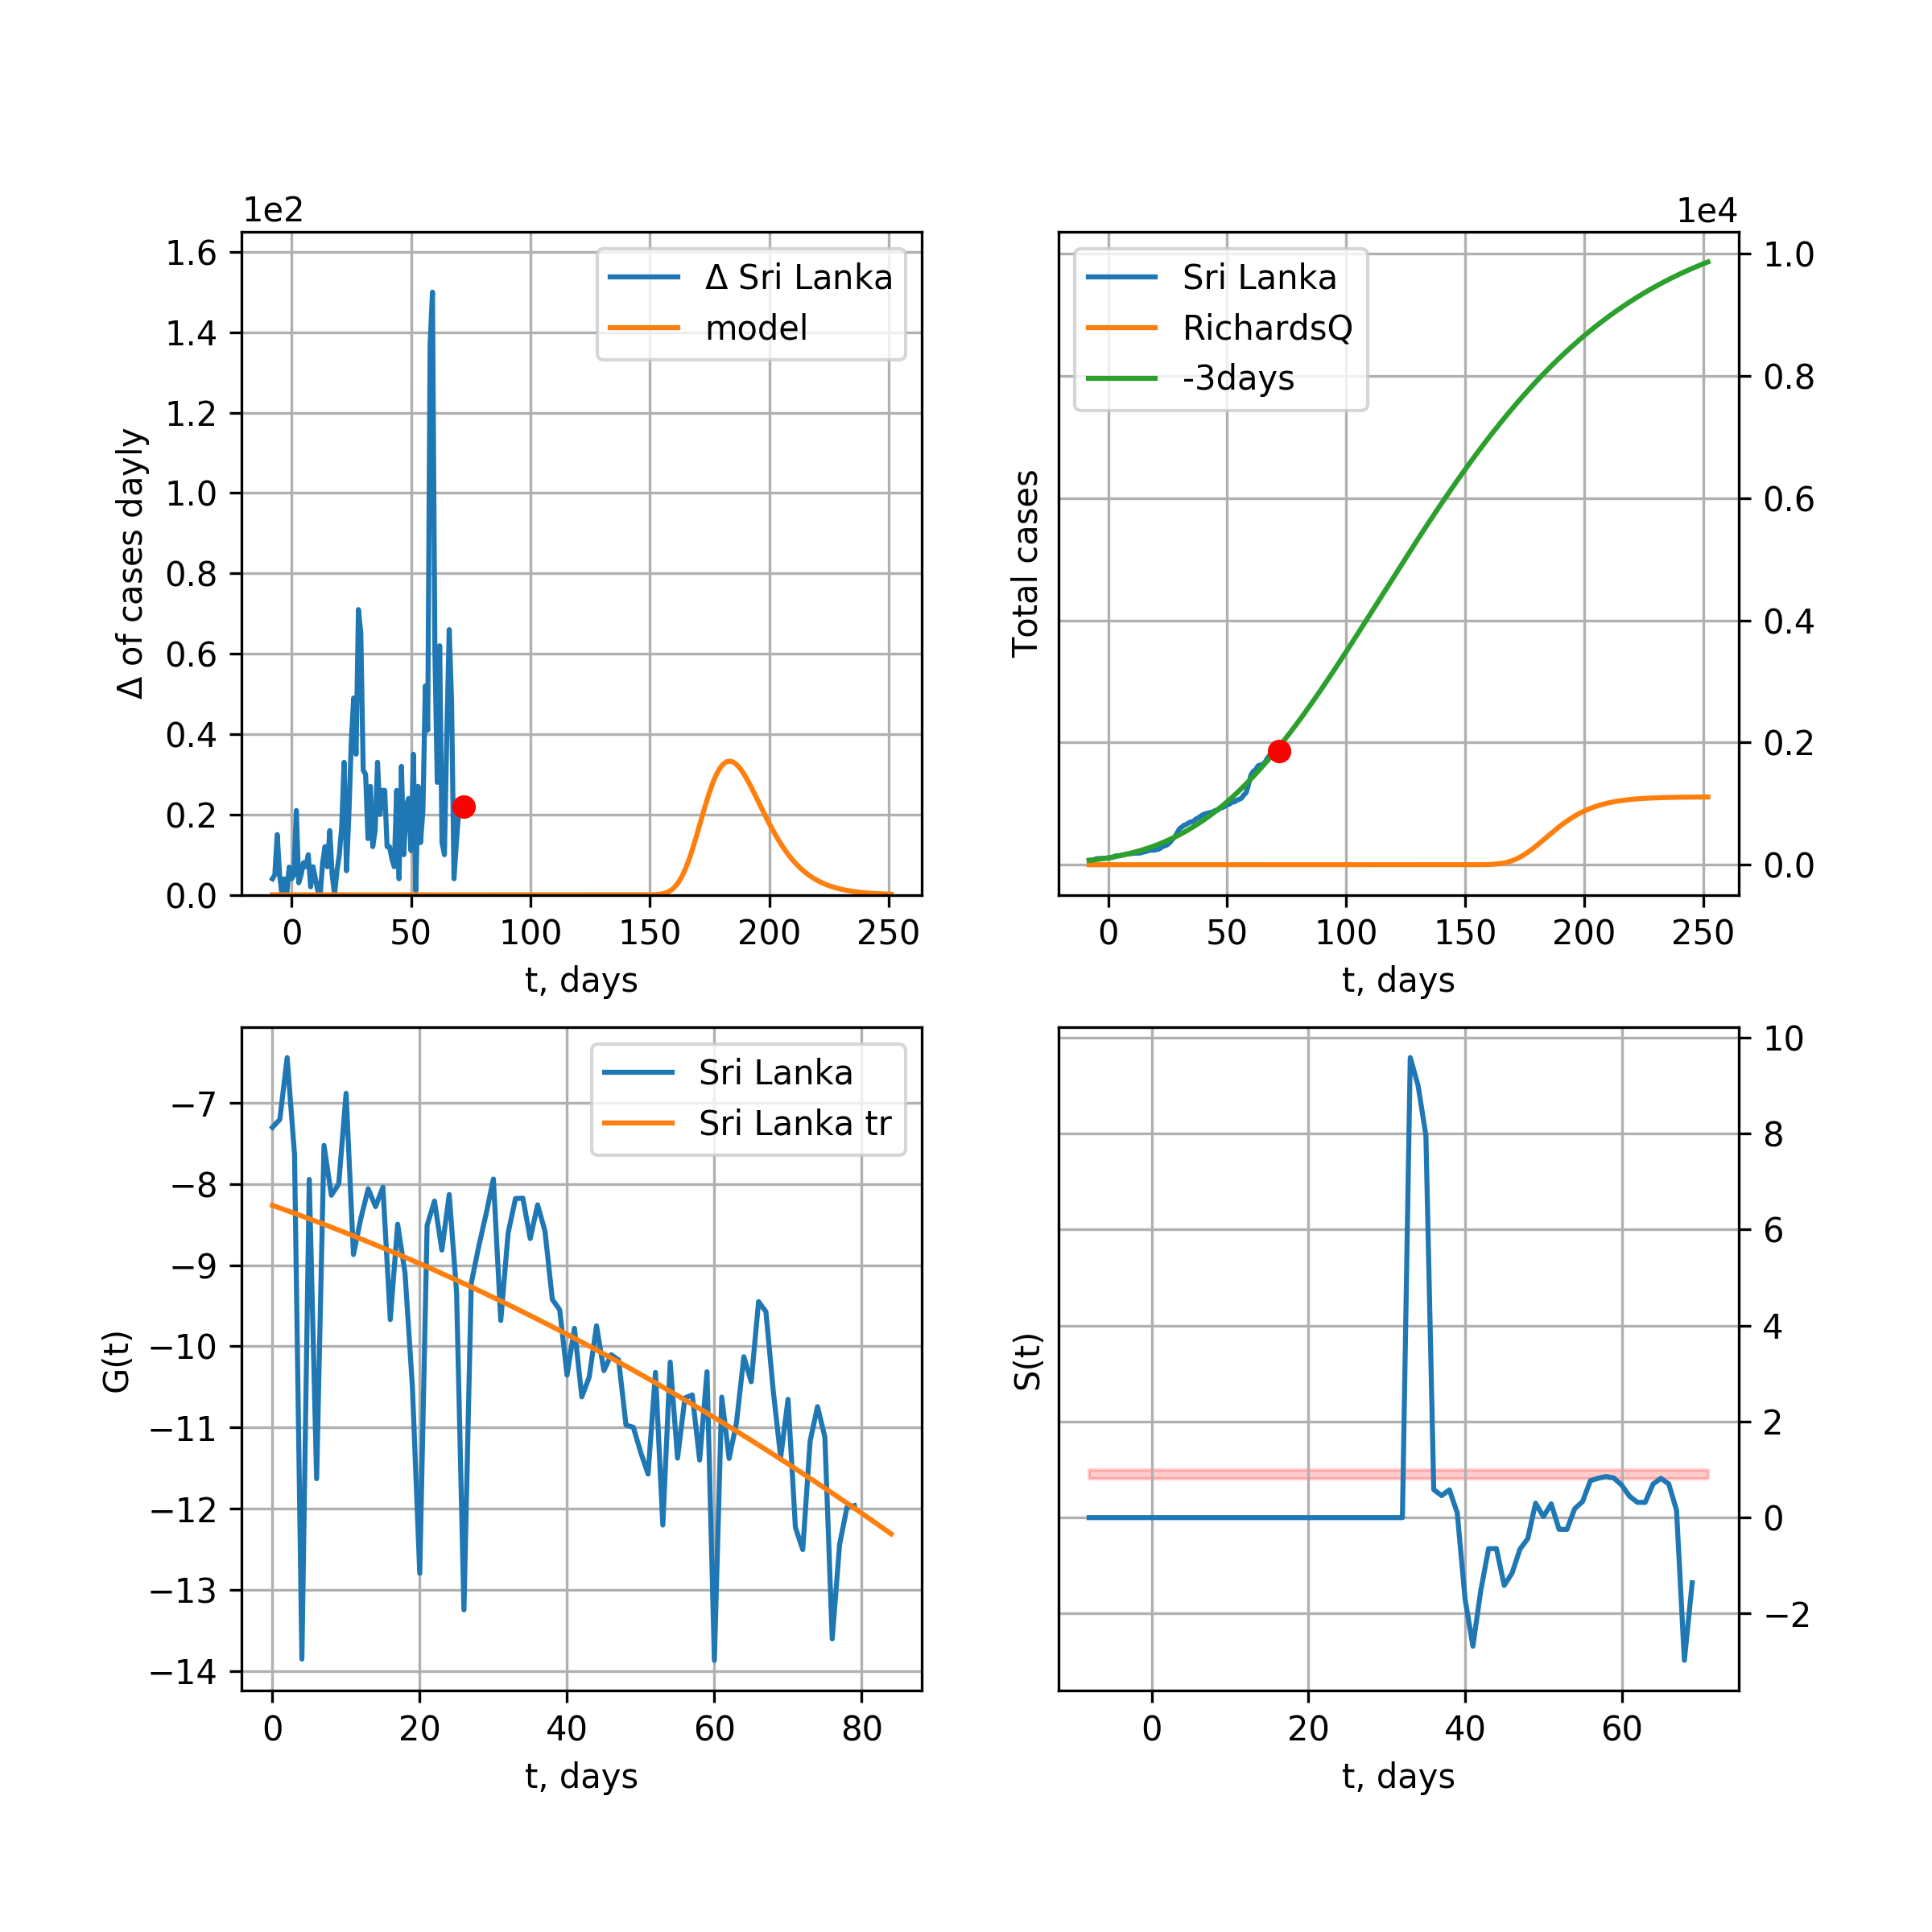 1e2
1.6
1.4
1.2
1.0
0.8
0.6
0.4
0.2
0.0
Δ of cases dayly
Δ Sri Lanka
model
0 50 100 150 200 250
t, days
1e4
Total cases
Sri Lanka
RichardsQ
-3days
1.0
0.8
0.6
0.4
0.2
0.0
0 50 100 150 200 250
t, days
−7
−8
−9
−10
−11
−12
−13
−14
G(t)
Sri Lanka
Sri Lanka tr
0 20 40 60 80
t, days
S(t)
10
8
6
4
2
0
−2
0 20 40 60
t, days